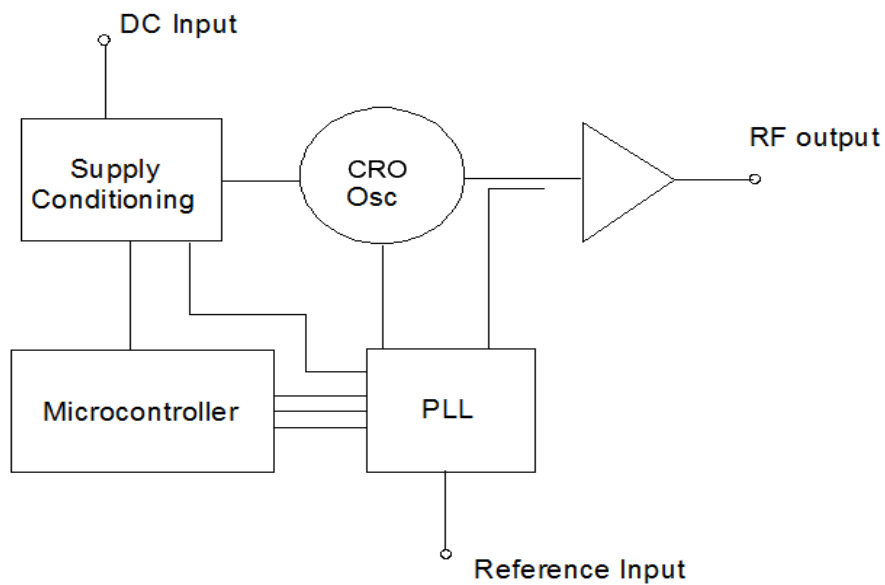 DC Input
Supply
Conditioning
CRO
Osc
RF output
Microcontroller
PLL
Reference Input